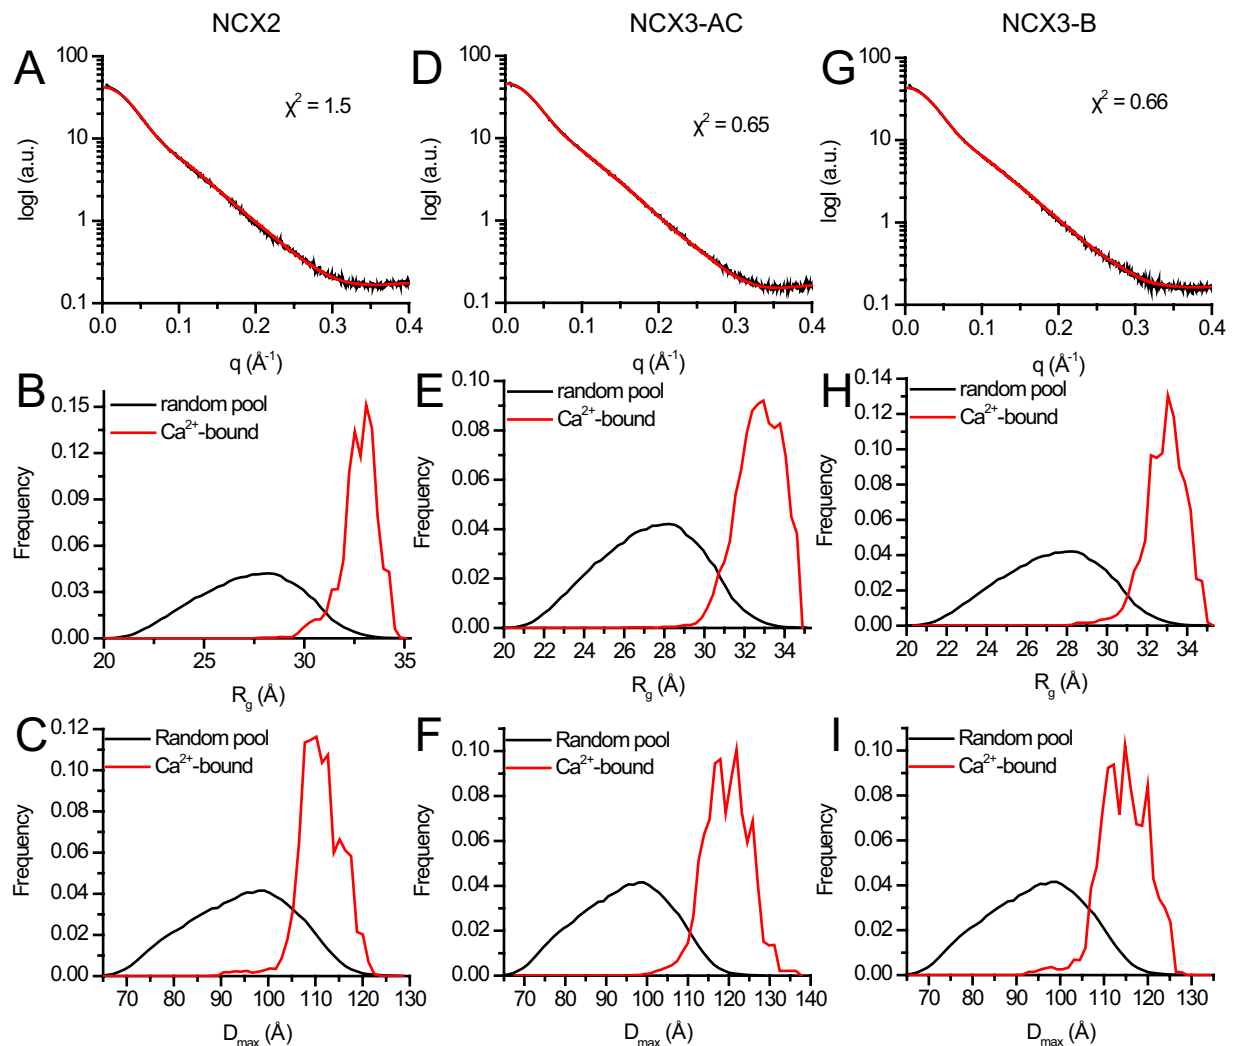 NCX2
NCX3-AC
NCX3-B
A
100
10
1
0.1
logI (a.u.)
χ² = 1.5
0.0 0.1 0.2 0.3 0.4
q (Å⁻¹)
D
100
10
1
0.1
logI (a.u.)
χ² = 0.65
0.0 0.1 0.2 0.3 0.4
q (Å⁻¹)
G
100
10
1
0.1
logI (a.u.)
χ² = 0.66
0.0 0.1 0.2 0.3 0.4
q (Å⁻¹)
B
random pool
Ca²⁺-bound
0.15
0.12
0.09
0.06
0.03
0.00
Frequency
20 25 30 35
R_g (Å)
E
random pool
Ca²⁺-bound
0.10
0.08
0.06
0.04
0.02
0.00
Frequency
20 22 24 26 28 30 32 34
R_g (Å)
H
random pool
Ca²⁺-bound
0.14
0.12
0.10
0.08
0.06
0.04
0.02
0.00
Frequency
20 22 24 26 28 30 32 34
R_g (Å)
C
Random pool
Ca²⁺-bound
0.12
0.10
0.08
0.06
0.04
0.02
0.00
Frequency
70 80 90 100 110 120 130
D_max (Å)
F
Random pool
Ca²⁺-bound
0.10
0.08
0.06
0.04
0.02
0.00
Frequency
70 80 90 100 110 120 130 140
D_max (Å)
I
Random pool
Ca²⁺-bound
0.10
0.08
0.06
0.04
0.02
0.00
Frequency
70 80 90 100 110 120 130
D_max (Å)